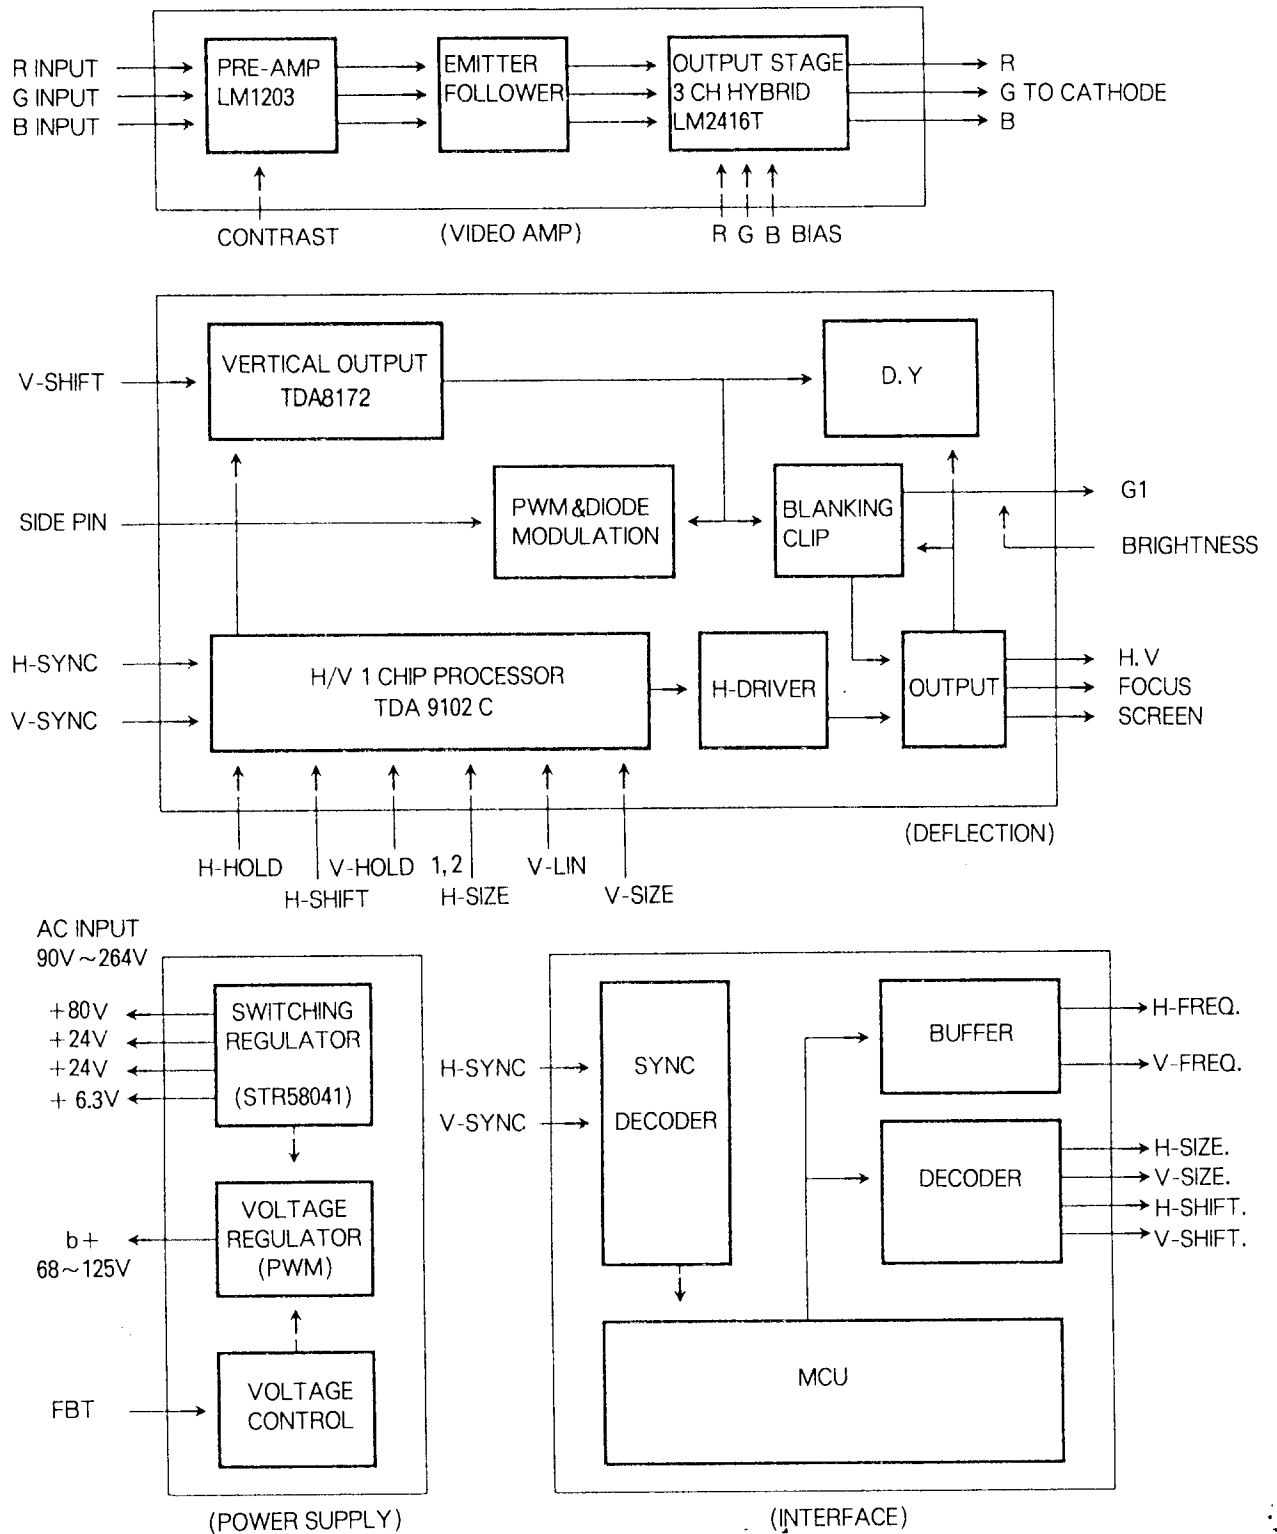 R INPUT
G INPUT
B INPUT
PRE-AMP
LM1203
EMITTER
FOLLOWER
OUTPUT STAGE
3 CH HYBRID
LM2416T
R
G TO CATHODE
B
CONTRAST
(VIDEO AMP)
R G B BIAS
V-SHIFT
VERTICAL OUTPUT
TDA8172
D.Y
SIDE PIN
PWM&DIODE
MODULATION
BLANKING
CLIP
G1
BRIGHTNESS
H-SYNC
V-SYNC
H/V 1 CHIP PROCESSOR
TDA 9102 C
H-DRIVER
OUTPUT
H.V
FOCUS
SCREEN
(DEFLECTION)
H-HOLD
H-SHIFT
V-HOLD
1,2
H-SIZE
V-LIN
V-SIZE
AC INPUT
90V~264V
+80V
+24V
+24V
+ 6.3V
SWITCHING
REGULATOR
(STR58041)
b+
68~125V
VOLTAGE
REGULATOR
(PWM)
FBT
VOLTAGE
CONTROL
(POWER SUPPLY)
H-SYNC
V-SYNC
SYNC
DECODER
BUFFER
H-FREQ.
V-FREQ.
DECODER
H-SIZE.
V-SIZE.
H-SHIFT.
V-SHIFT.
MCU
(INTERFACE)